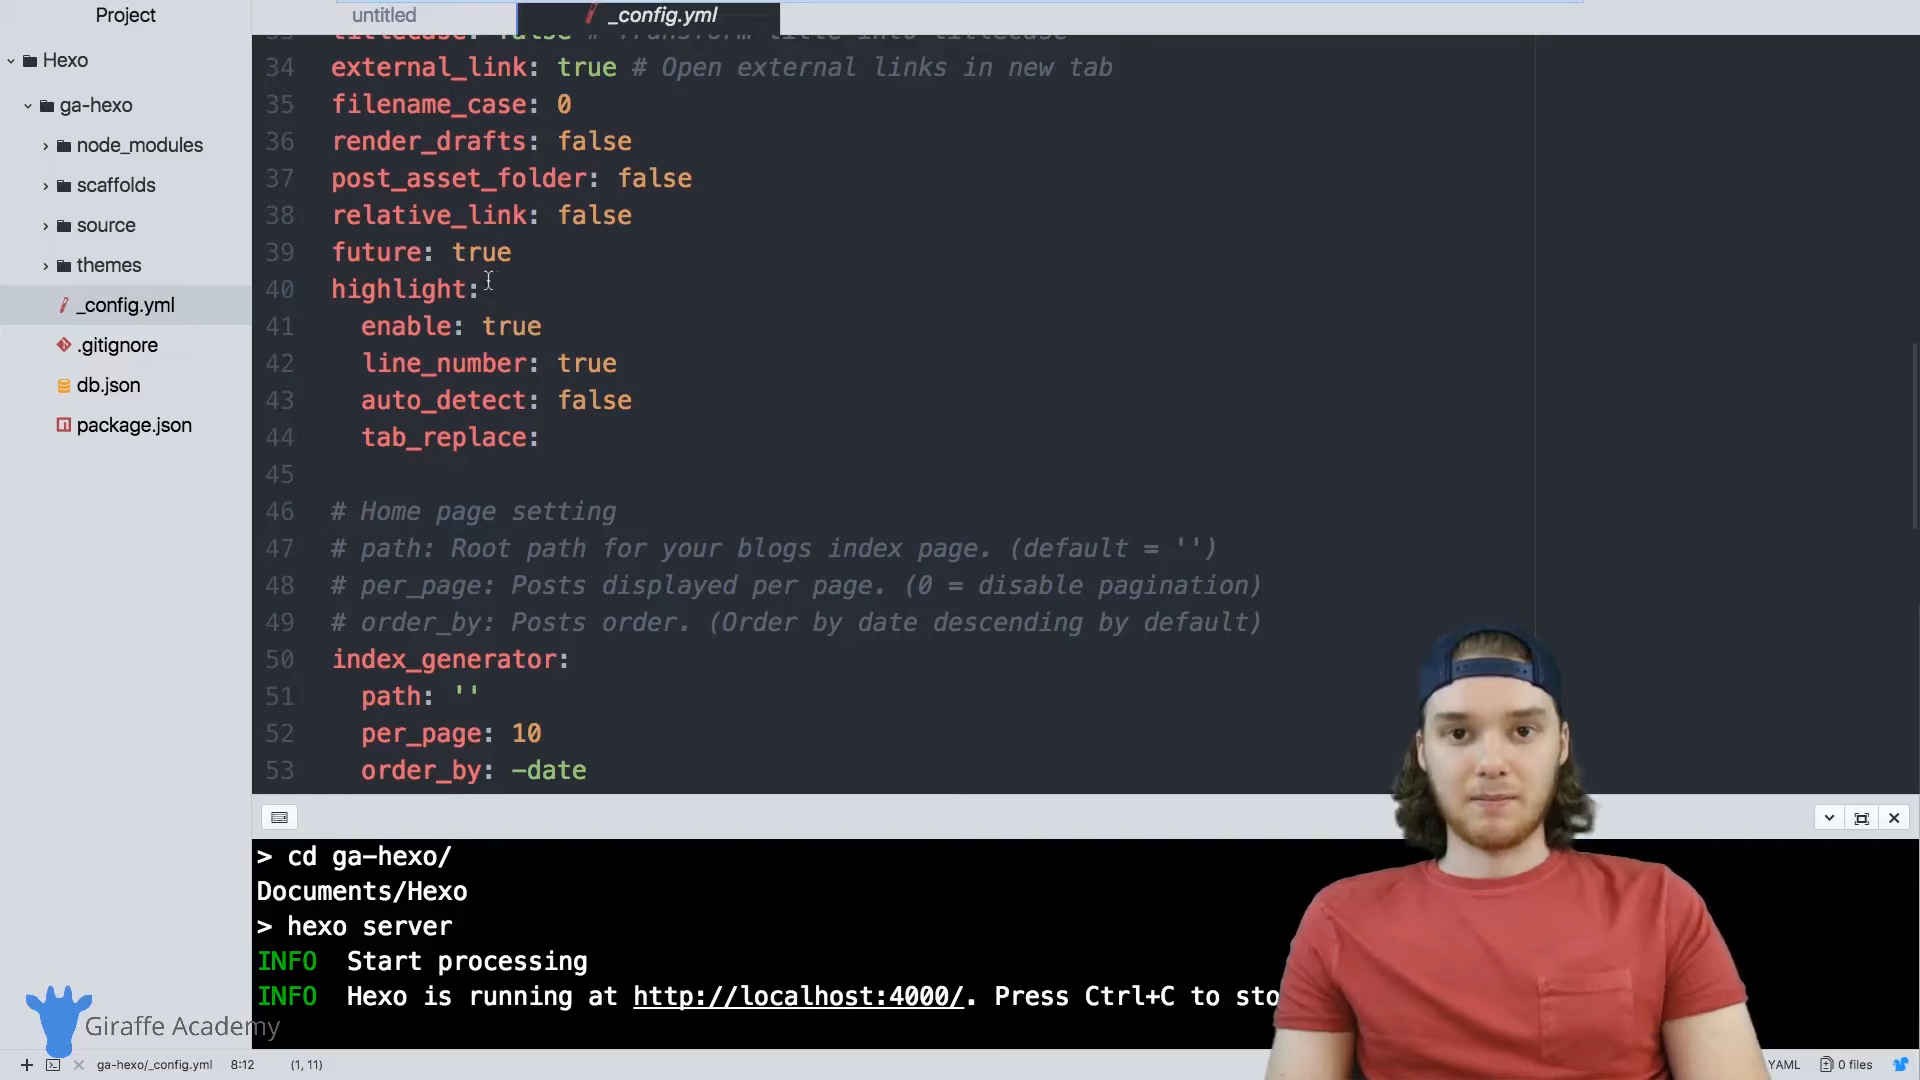 Project
untitled
_config.yml
Hexo
ga-hexo
node_modules
scaffolds
source
themes
_config.yml
.gitignore
db.json
package.json
34 external_link: true # Open external links in new tab
35 filename_case: 0
36 render_drafts: false
37 post_asset_folder: false
38 relative_link: false
39 future: true
40 highlight:
41 enable: true
42 line_number: true
43 auto_detect: false
44 tab_replace:
45
46 # Home page setting
47 # path: Root path for your blogs index page. (default = '')
48 # per_page: Posts displayed per page. (0 = disable pagination)
49 # order_by: Posts order. (Order by date descending by default)
50 index_generator:
51 path: ''
52 per_page: 10
53 order_by: -date
> cd ga-hexo/
Documents/Hexo
> hexo server
INFO Start processing
INFO Hexo is running at http://localhost:4000/. Press Ctrl+C to sto
Giraffe Academy
ga-hexo/_config.yml 8:12 (1, 11)
YAML 0 files